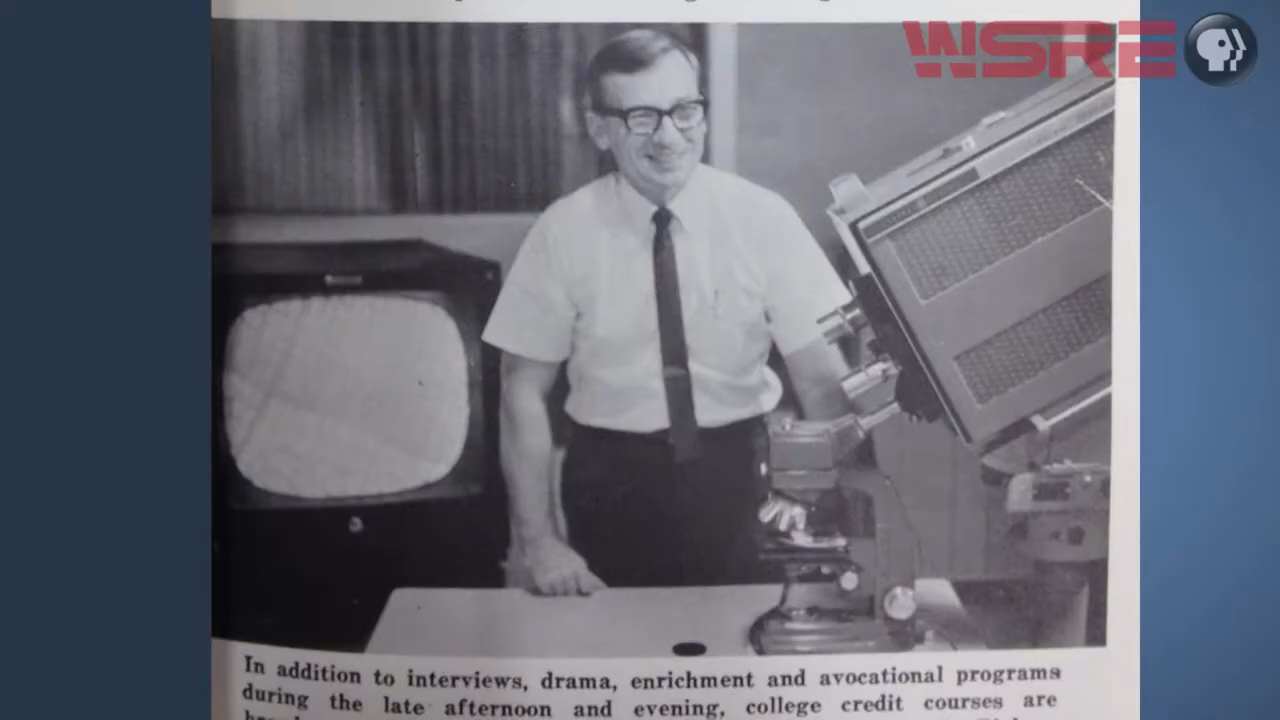 WSRE
In addition to interviews, drama, enrichment and avocational programs
during the late afternoon and evening, college credit courses are